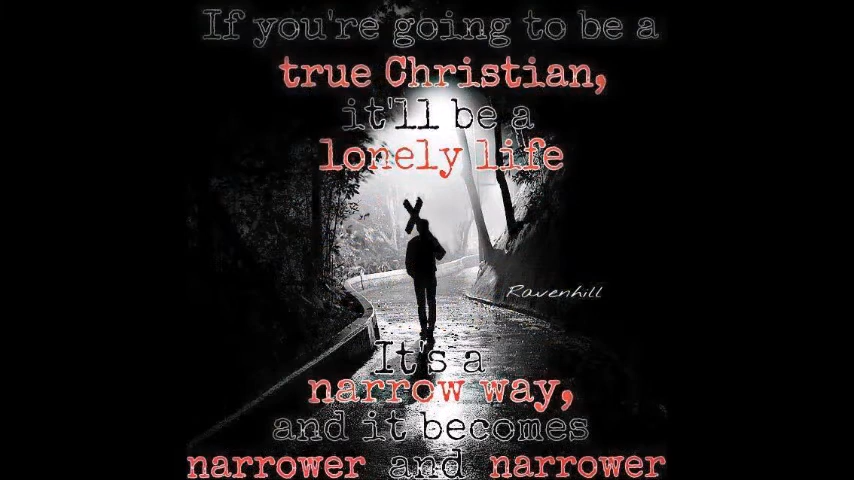 If you're going to be a
true Christian,
it'll be a
lonely life
Ravenhill
It's a
narrow way,
and it becomes
narrower and narrower